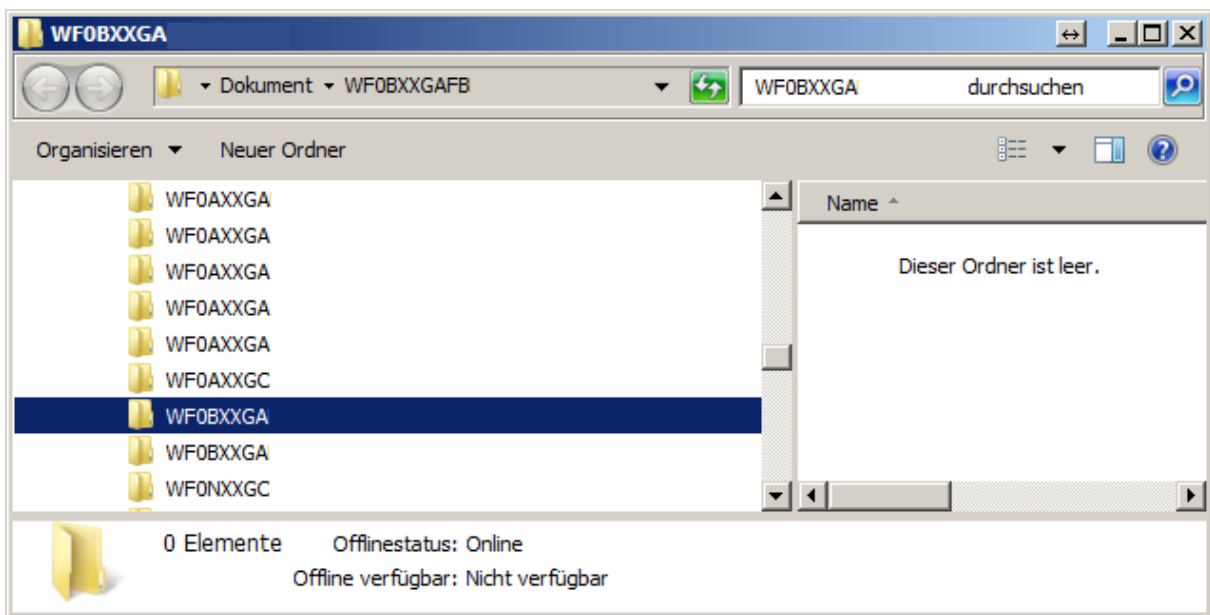 WF0BXXGA
Dokument WF0BXXGAFB
WF0BXXGA durchsuchen
Organisieren Neuer Ordner
WF0AXXGA
WF0AXXGA
WF0AXXGA
WF0AXXGA
WF0AXXGA
WF0AXXGC
WF0BXXGA
WF0BXXGA
WF0NXXGC
Name
Dieser Ordner ist leer.
0 Elemente Offlinestatus: Online
Offline verfügbar: Nicht verfügbar